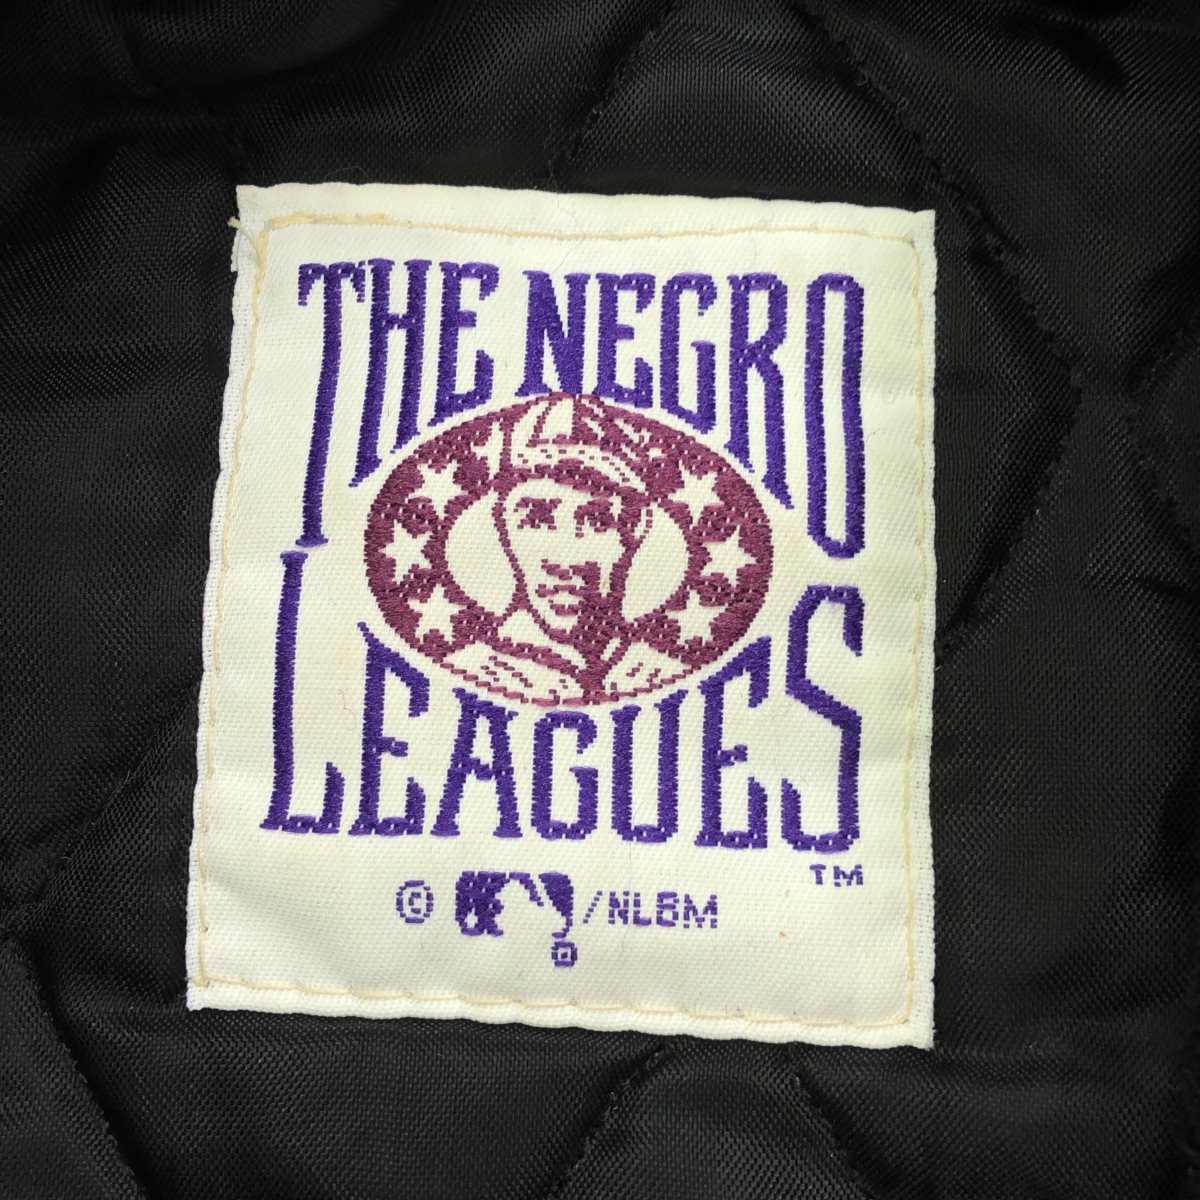 THE NEGRO
LEAGUES
TM
© /NLBM
®